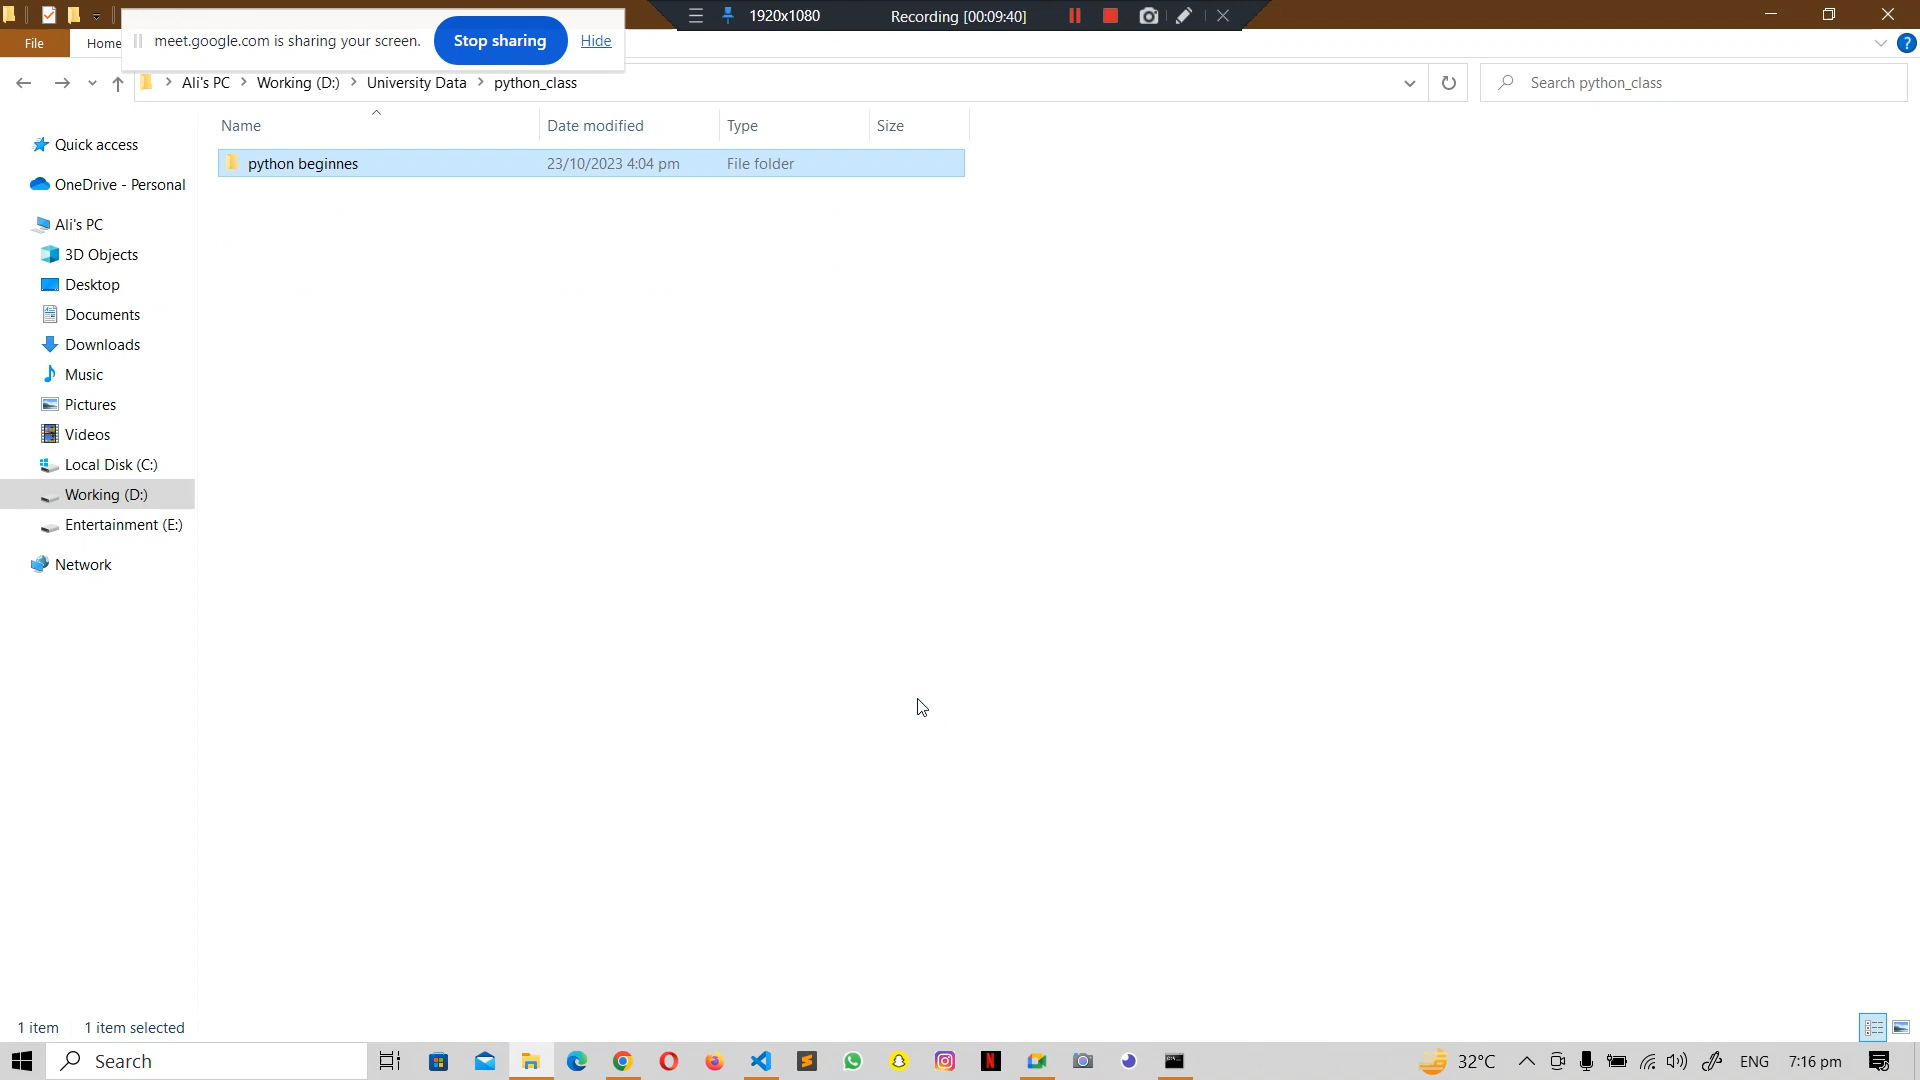 1920x1080
Recording [00:09:40]
File
Home
meet.google.com is sharing your screen.
Stop sharing
Hide
?
Ali's PC > Working (D:) > University Data > python_class
Search python_class
Name
Date modified
Type
Size
python beginnes
23/10/2023 4:04 pm
File folder
Quick access
OneDrive - Personal
Ali's PC
3D Objects
Desktop
Documents
Downloads
Music
Pictures
Videos
Local Disk (C:)
Working (D:)
Entertainment (E:)
Network
1 item
1 item selected
Search
32°C
ENG
7:16 pm